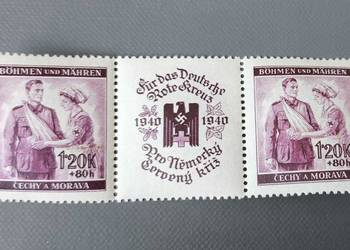 BÖHMEN UND MÄHREN
1'20K
+80h
ČECHY A MORAVA
Für das Deutsche
Rote Kreuz
1940 1940
Pro Německý
červený kříž
BÖHMEN UND MÄHREN
1'20K
+80h
ČECHY A MORAVA